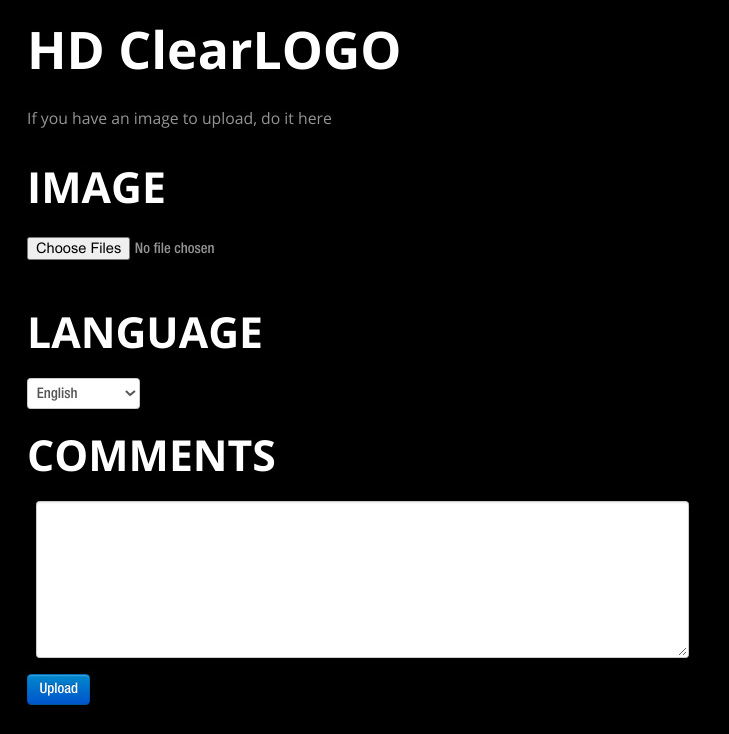 HD ClearLOGO
If you have an image to upload, do it here
IMAGE
Choose Files No file chosen
LANGUAGE
English
COMMENTS
Upload